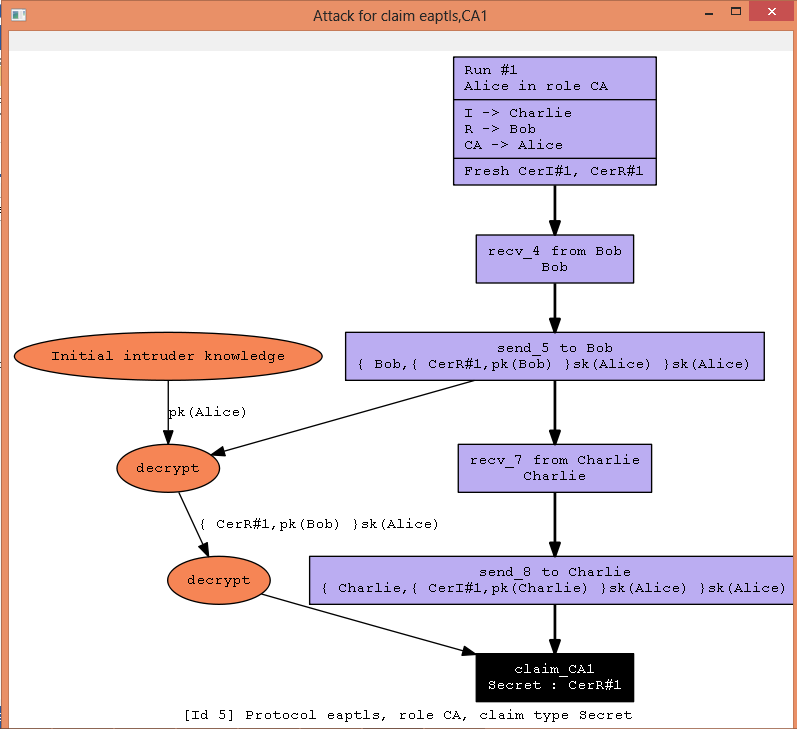 Attack for claim eaptls,CA1
Run #1
Alice in role CA
I -> Charlie
R -> Bob
CA -> Alice
Fresh CerI#1, CerR#1
recv_4 from Bob
Bob
Initial intruder knowledge
send_5 to Bob
{ Bob,{ CerR#1,pk(Bob) }sk(Alice) }sk(Alice)
pk(Alice)
decrypt
recv_7 from Charlie
Charlie
{ CerR#1,pk(Bob) }sk(Alice)
decrypt
send_8 to Charlie
{ Charlie,{ CerI#1,pk(Charlie) }sk(Alice) }sk(Alice)
claim_CA1
Secret : CerR#1
[Id 5] Protocol eaptls, role CA, claim type Secret